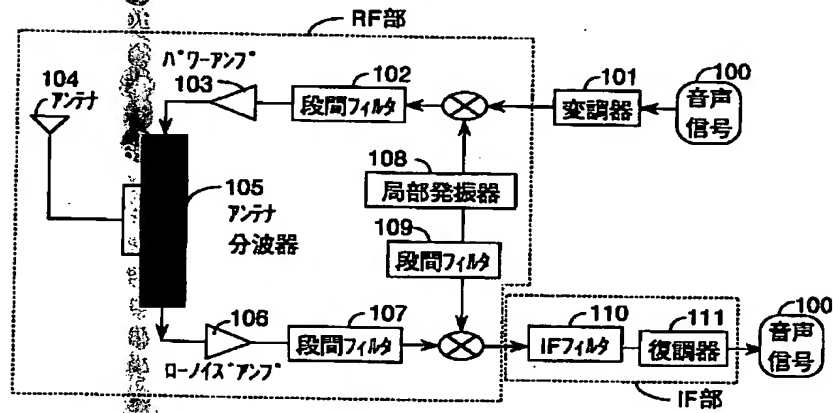 RF部
104
アンテナ
パワーアンプ
103
102
段間フィルタ
101
変調器
100
音声
信号
108
局部発振器
105
アンテナ
分波器
109
段間フィルタ
106
ローノイズアンプ
107
段間フィルタ
110
IFフィルタ
111
復調器
100
音声
信号
IF部